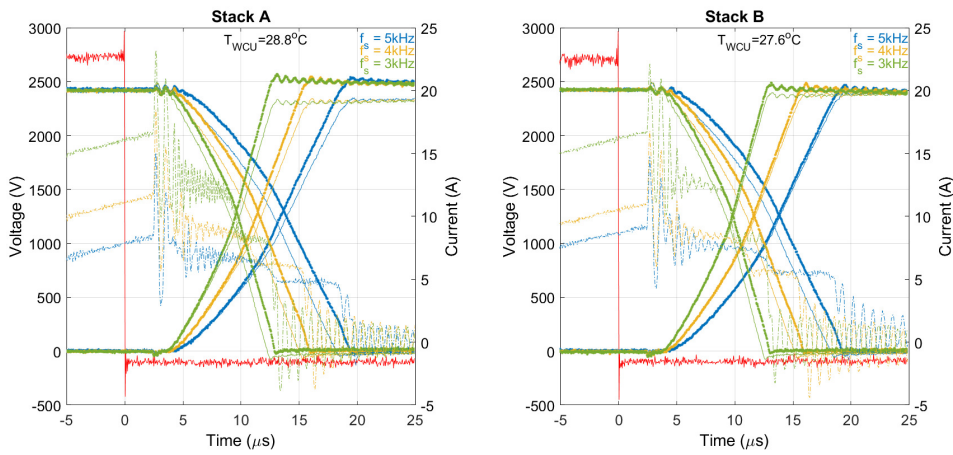 Stack A
T_WCU=28.8°C
f_s = 5kHz
f_s = 4kHz
f_s = 3kHz
3000
2500
2000
1500
1000
500
0
-500
Voltage (V)
25
20
15
10
5
0
-5
Current (A)
-5
0
5
10
15
20
25
Time (μs)
Stack B
T_WCU=27.6°C
f_s = 5kHz
f_s = 4kHz
f_s = 3kHz
3000
2500
2000
1500
1000
500
0
-500
Voltage (V)
25
20
15
10
5
0
-5
Current (A)
-5
0
5
10
15
20
25
Time (μs)